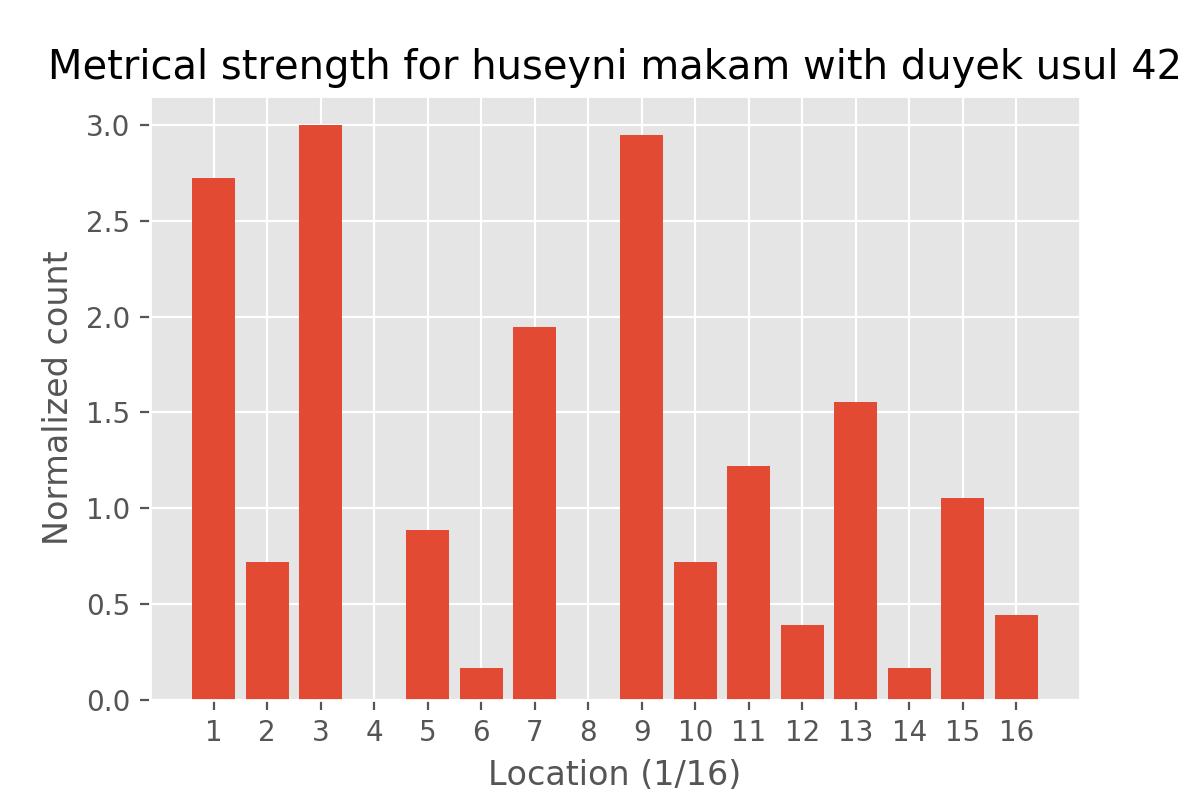 Metrical strength for huseyni makam with duyek usul 42
3.0
2.5
2.0
1.5
1.0
0.5
0.0
Normalized count
1 2 3 4 5 6 7 8 9 10 11 12 13 14 15 16
Location (1/16)